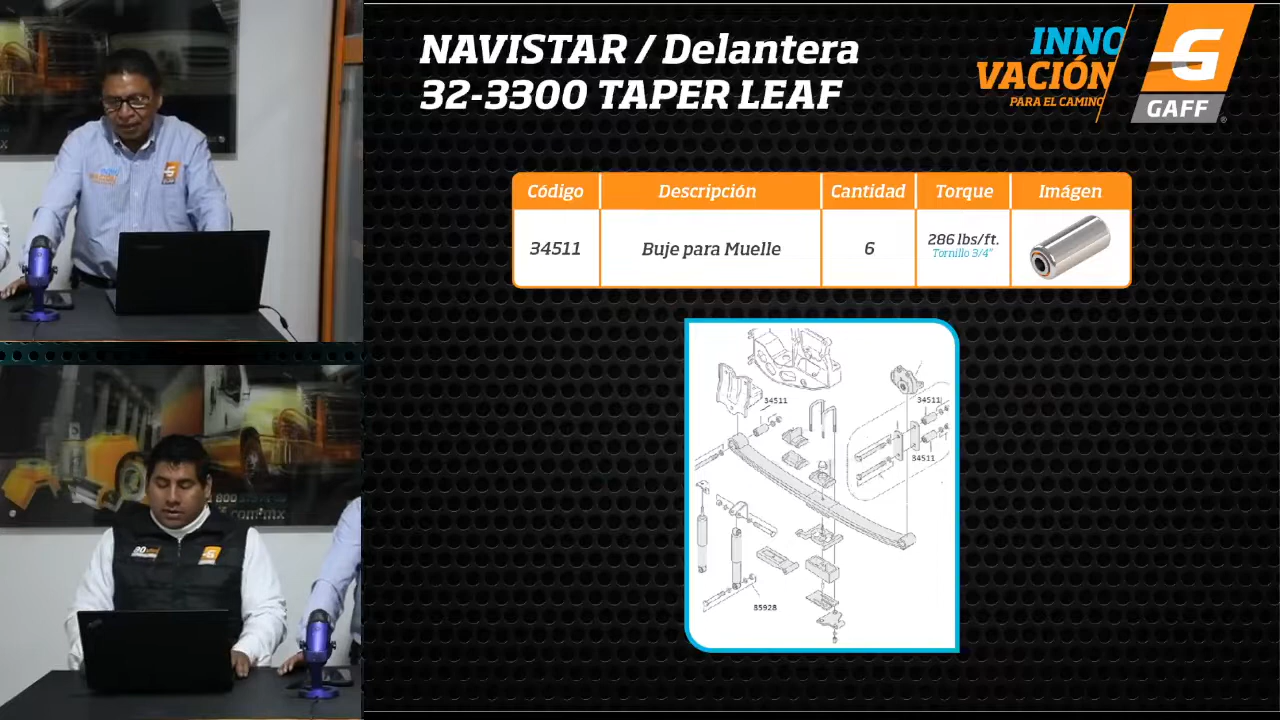 NAVISTAR / Delantera
32-3300 TAPER LEAF
INNO
VACIÓN
PARA EL CAMINO
GAFF
Código
Descripción
Cantidad
Torque
Imágen
34511
Buje para Muelle
6
286 lbs/ft.
Tornillo 3/4"
34511
34511
34511
85928